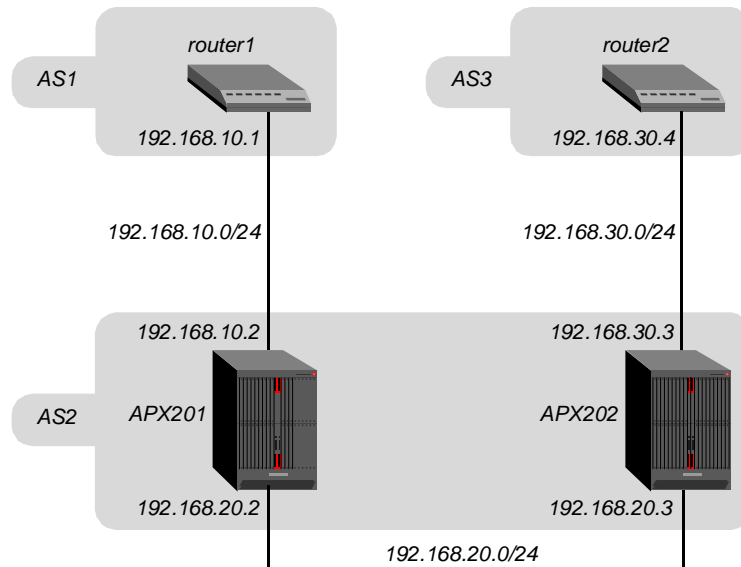 router1
router2
AS1
AS3
192.168.10.1
192.168.30.4
192.168.10.0/24
192.168.30.0/24
192.168.10.2
192.168.30.3
AS2
APX201
APX202
192.168.20.2
192.168.20.3
192.168.20.0/24